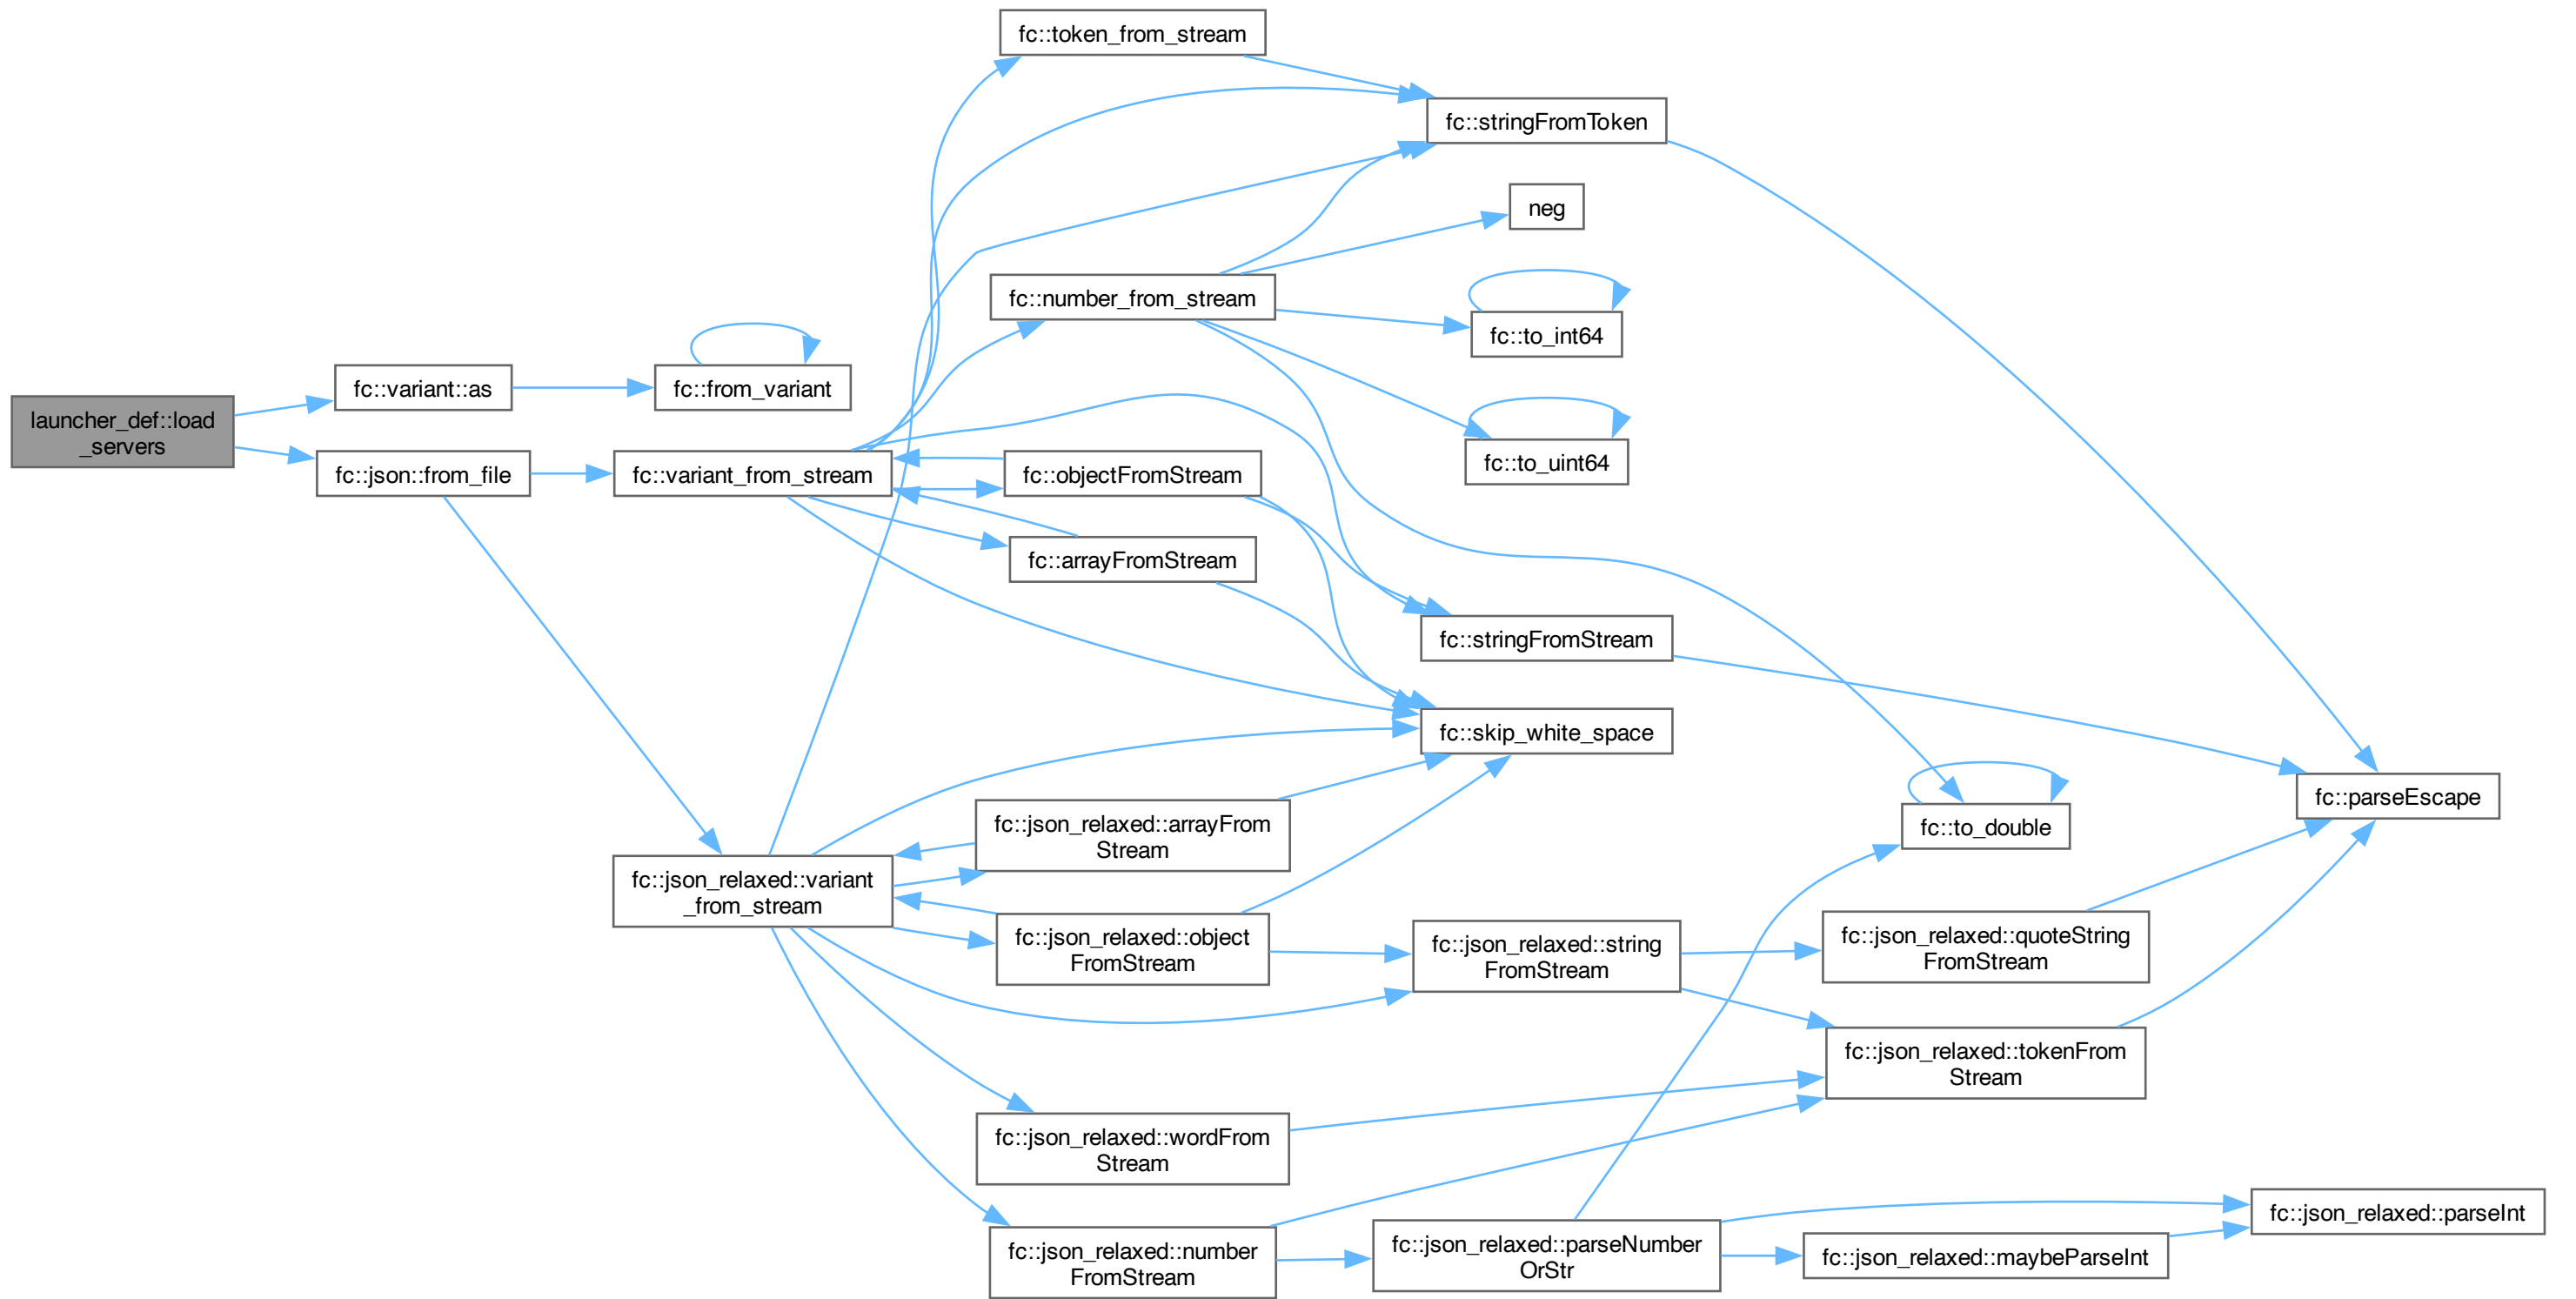 fc::token_from_stream
fc::stringFromToken
neg
fc::number_from_stream
fc::to_int64
fc::variant::as
fc::from_variant
launcher_def::load
_servers
fc::json::from_file
fc::variant_from_stream
fc::objectFromStream
fc::to_uint64
fc::arrayFromStream
fc::stringFromStream
fc::skip_white_space
fc::parseEscape
fc::to_double
fc::json_relaxed::arrayFrom
Stream
fc::json_relaxed::variant
_from_stream
fc::json_relaxed::object
FromStream
fc::json_relaxed::string
FromStream
fc::json_relaxed::quoteString
FromStream
fc::json_relaxed::tokenFrom
Stream
fc::json_relaxed::wordFrom
Stream
fc::json_relaxed::number
FromStream
fc::json_relaxed::parseNumber
OrStr
fc::json_relaxed::maybeParseInt
fc::json_relaxed::parseInt